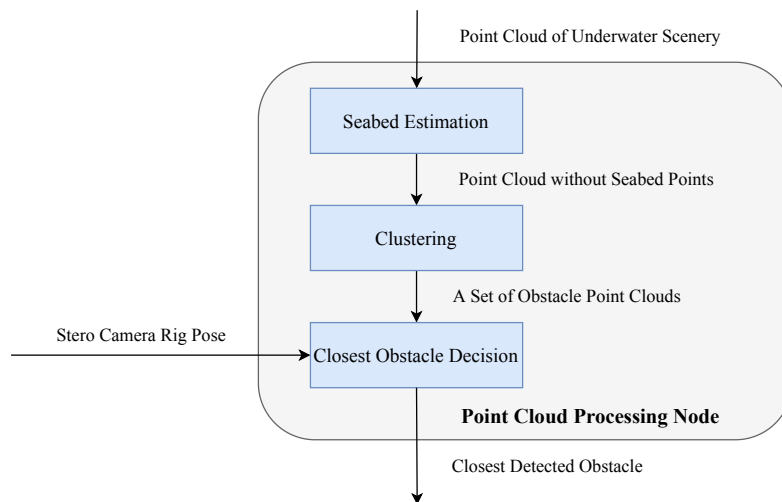 Point Cloud of Underwater Scenery
Seabed Estimation
Point Cloud without Seabed Points
Clustering
A Set of Obstacle Point Clouds
Stero Camera Rig Pose
Closest Obstacle Decision
Point Cloud Processing Node
Closest Detected Obstacle